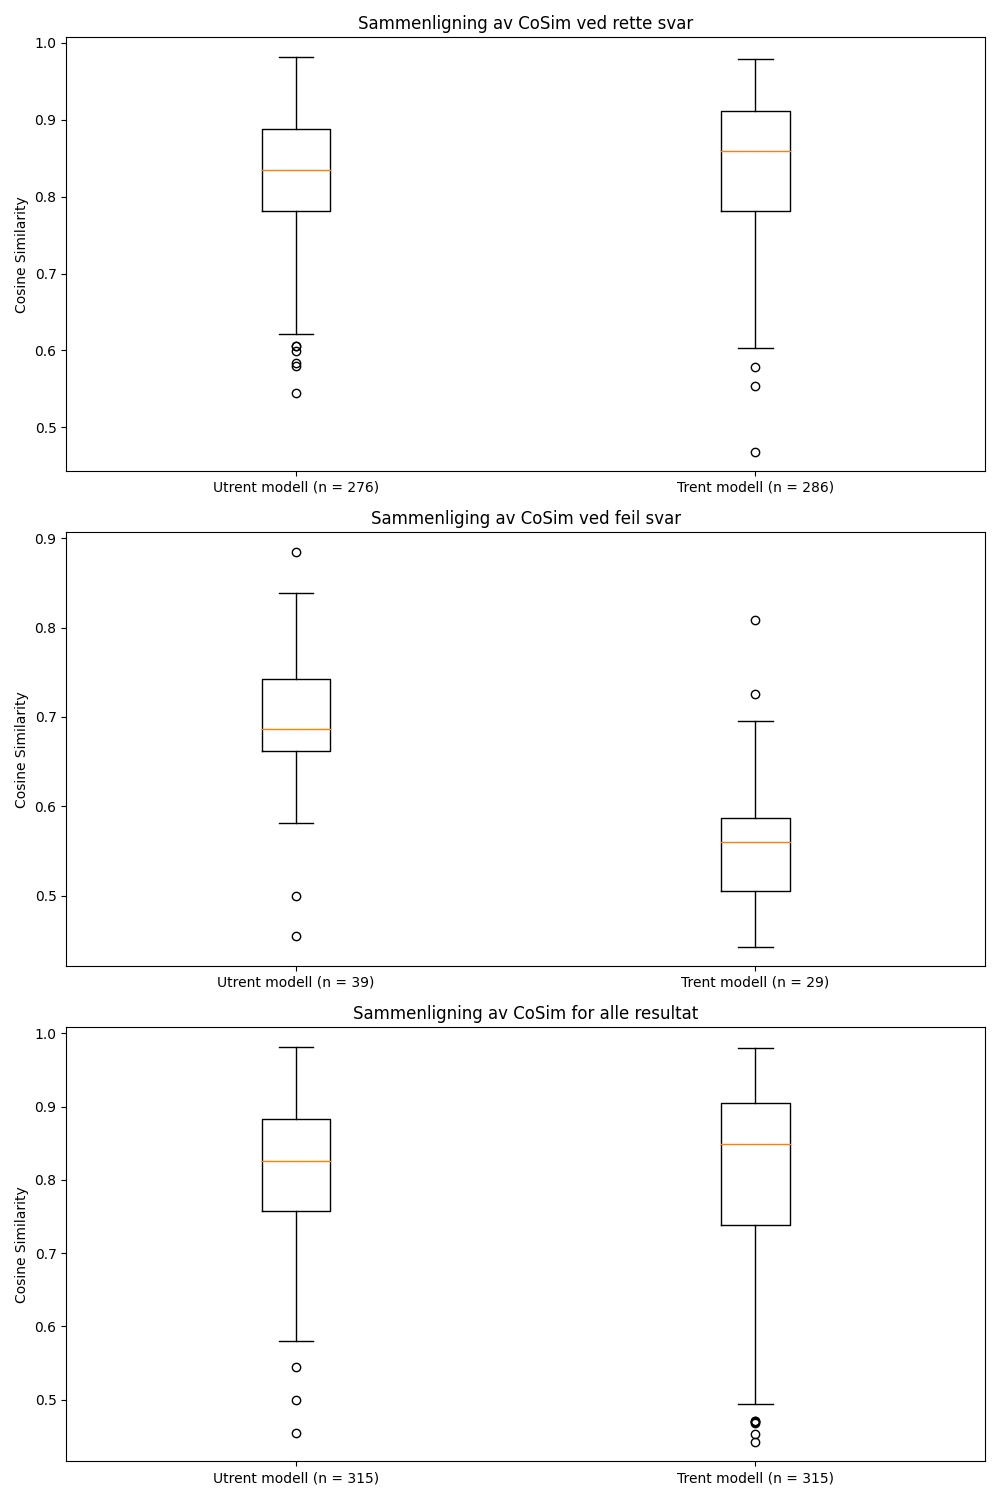 Sammenligning av CoSim ved rette svar
1.0
0.9
0.8
0.7
0.6
0.5
Cosine Similarity
Utrent modell (n = 276)
Trent modell (n = 286)
Sammenliging av CoSim ved feil svar
0.9
0.8
0.7
0.6
0.5
Cosine Similarity
Utrent modell (n = 39)
Trent modell (n = 29)
Sammenligning av CoSim for alle resultat
1.0
0.9
0.8
0.7
0.6
0.5
Cosine Similarity
Utrent modell (n = 315)
Trent modell (n = 315)